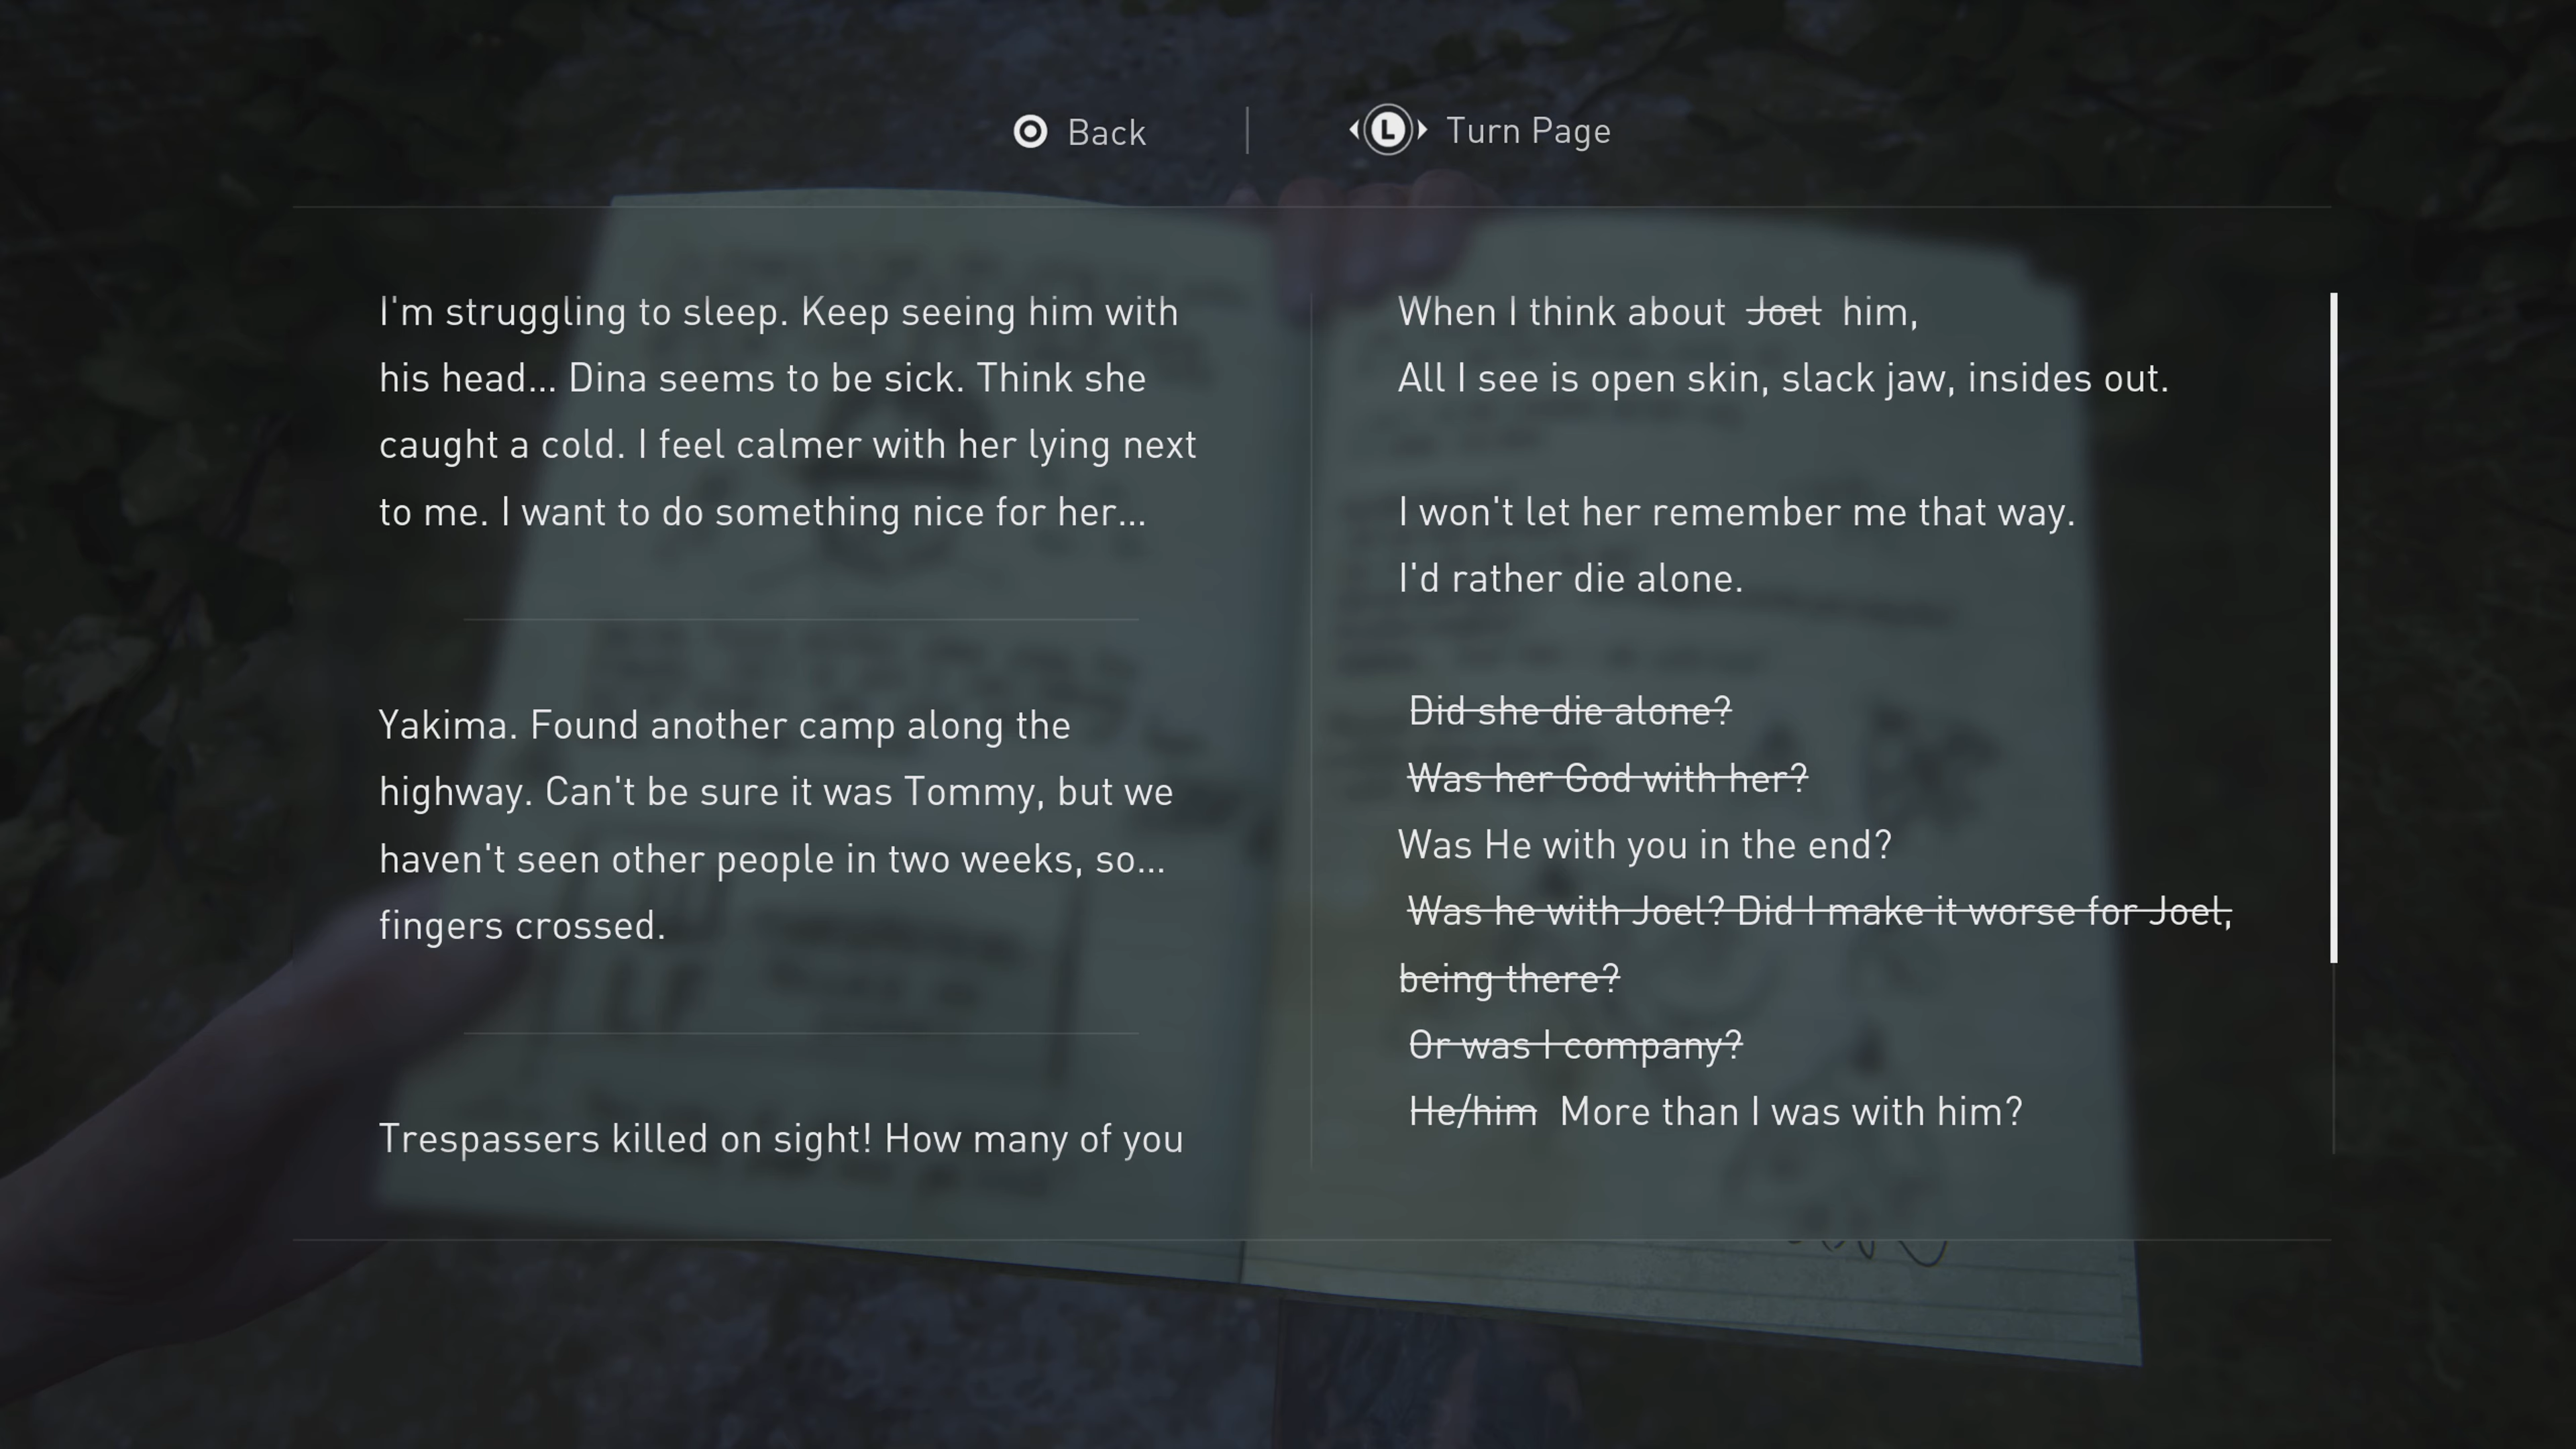 Back
L Turn Page
I'm struggling to sleep. Keep seeing him with
his head... Dina seems to be sick. Think she
caught a cold. I feel calmer with her lying next
to me. I want to do something nice for her...
Yakima. Found another camp along the
highway. Can't be sure it was Tommy, but we
haven't seen other people in two weeks, so...
fingers crossed.
Trespassers killed on sight! How many of you
When I think about Joel him,
All I see is open skin, slack jaw, insides out.
I won't let her remember me that way.
I'd rather die alone.
Did she die alone?
Was her God with her?
Was He with you in the end?
Was he with Joel? Did I make it worse for Joel,
being there?
Or was I company?
He/him More than I was with him?